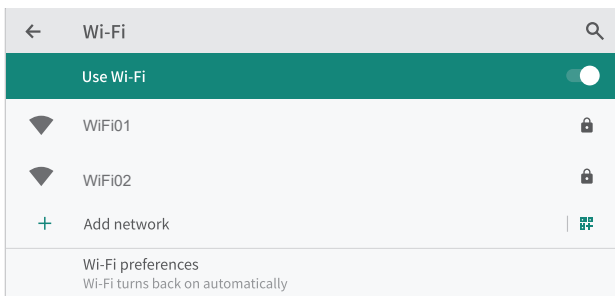 Wi-Fi
Use Wi-Fi
WiFi01
WiFi02
Add network
Wi-Fi preferences
Wi-Fi turns back on automatically